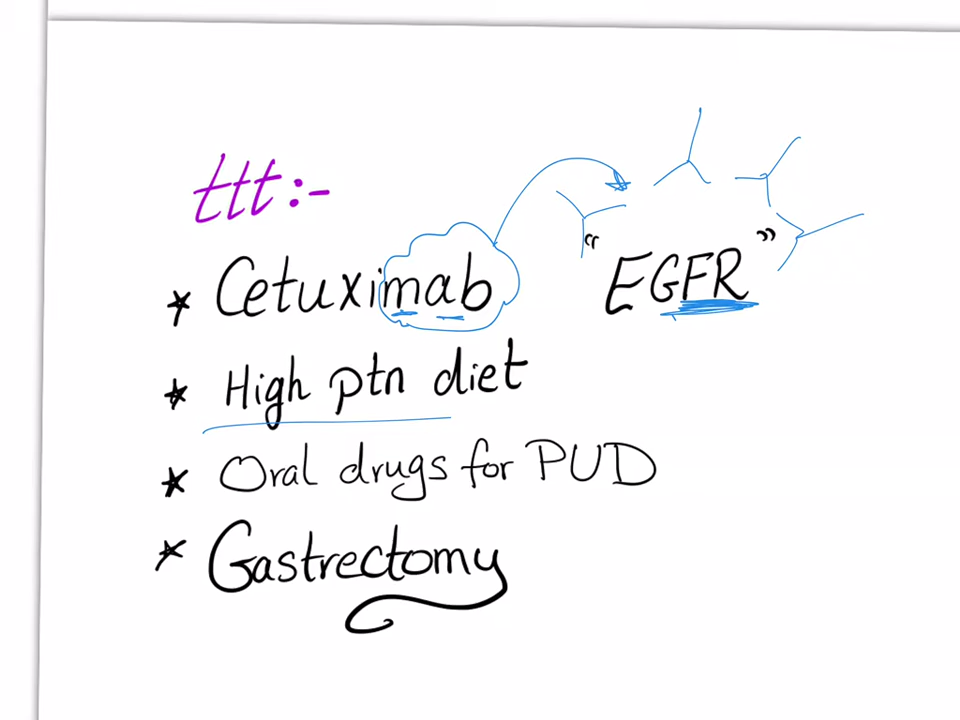 ttt:-
* Cetuximab "EGFR"
* High ptn diet
* Oral drugs for PUD
* Gastrectomy